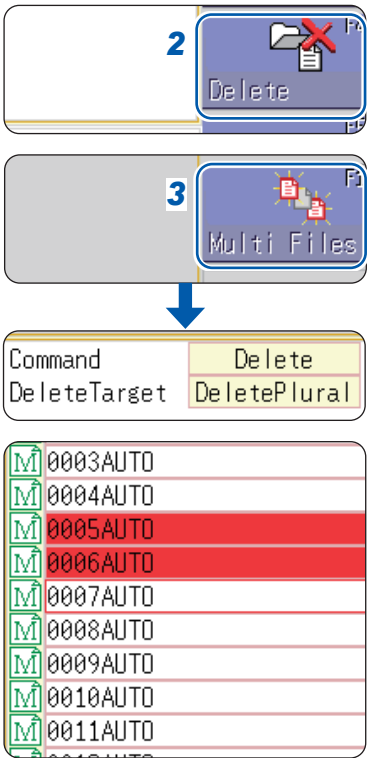 2
Delete
3
Multi Files
Command Delete
DeleteTarget DeletePlural
0003AUTO
0004AUTO
0005AUTO
0006AUTO
0007AUTO
0008AUTO
0009AUTO
0010AUTO
0011AUTO